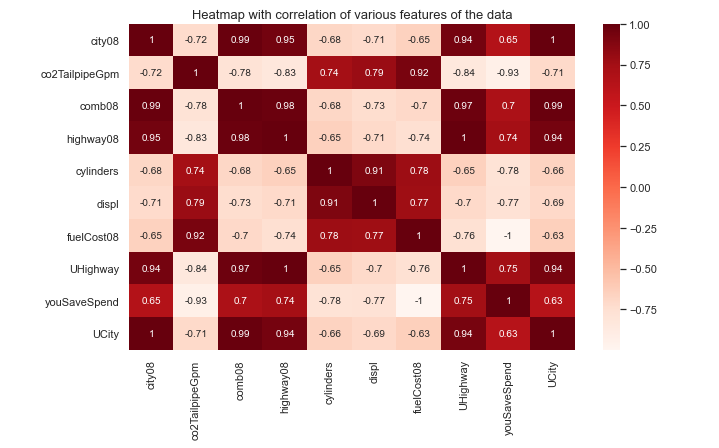 Heatmap with correlation of various features of the data
city08 1 -0.72 0.99 0.95 -0.68 -0.71 -0.65 0.94 0.65 1
co2TailpipeGpm -0.72 1 -0.78 -0.83 0.74 0.79 0.92 -0.84 -0.93 -0.71
comb08 0.99 -0.78 1 0.98 -0.68 -0.73 -0.7 0.97 0.7 0.99
highway08 0.95 -0.83 0.98 1 -0.65 -0.71 -0.74 1 0.74 0.94
cylinders -0.68 0.74 -0.68 -0.65 1 0.91 0.78 -0.65 -0.78 -0.66
displ -0.71 0.79 -0.73 -0.71 0.91 1 0.77 -0.7 -0.77 -0.69
fuelCost08 -0.65 0.92 -0.7 -0.74 0.78 0.77 1 -0.76 -1 -0.63
UHighway 0.94 -0.84 0.97 1 -0.65 -0.7 -0.76 1 0.75 0.94
youSaveSpend 0.65 -0.93 0.7 0.74 -0.78 -0.77 -1 0.75 1 0.63
UCity 1 -0.71 0.99 0.94 -0.66 -0.69 -0.63 0.94 0.63 1
city08
co2TailpipeGpm
comb08
highway08
cylinders
displ
fuelCost08
UHighway
youSaveSpend
UCity
1.00
0.75
0.50
0.25
0.00
−0.25
−0.50
−0.75